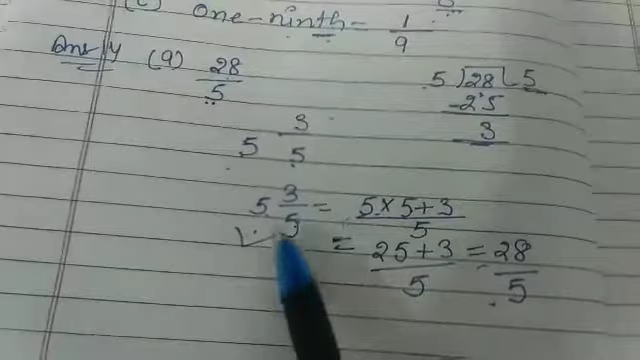 (c) One-ninth = 1/9
Ans 4 (a) 28/5
5)28(5
-25
3
5 3/5
5 3/5 = 5×5+3/5
= 25+3/5 = 28/5